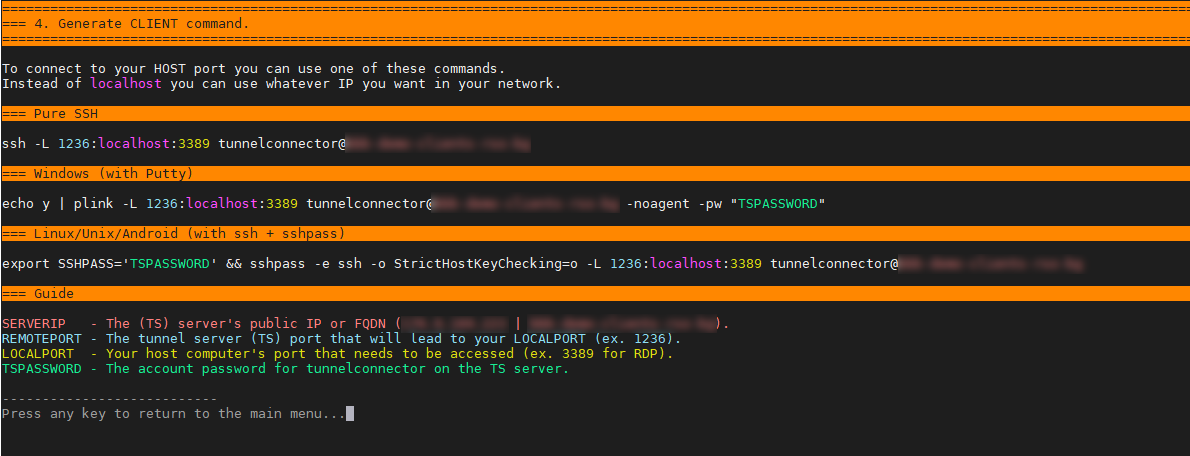 === 4. Generate CLIENT command.
To connect to your HOST port you can use one of these commands.
Instead of localhost you can use whatever IP you want in your network.
=== Pure SSH
ssh -L 1236:localhost:3389 tunnelconnector@
=== Windows (with Putty)
echo y | plink -L 1236:localhost:3389 tunnelconnector@ -noagent -pw "TSPASSWORD"
=== Linux/Unix/Android (with ssh + sshpass)
export SSHPASS='TSPASSWORD' && sshpass -e ssh -o StrictHostKeyChecking=o -L 1236:localhost:3389 tunnelconnector@
=== Guide
SERVERIP   - The (TS) server's public IP or FQDN ( | ).
REMOTEPORT - The tunnel server (TS) port that will lead to your LOCALPORT (ex. 1236).
LOCALPORT  - Your host computer's port that needs to be accessed (ex. 3389 for RDP).
TSPASSWORD - The account password for tunnelconnector on the TS server.
---------------------------
Press any key to return to the main menu...